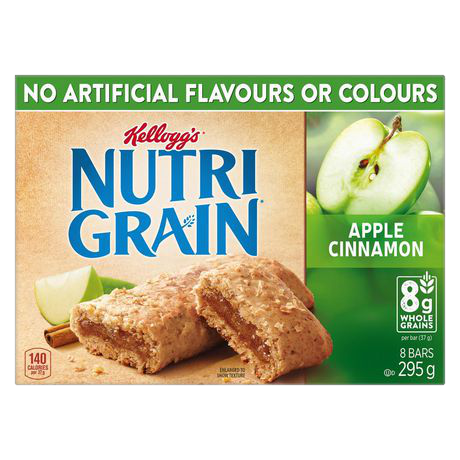 NO ARTIFICIAL FLAVOURS OR COLOURS
Kellogg's
NUTRI
GRAIN
APPLE
CINNAMON
8g
WHOLE
GRAINS
per bar (37 g)
8 BARS
295 g
140
CALORIES
per 37 g
ENLARGED TO
SHOW TEXTURE